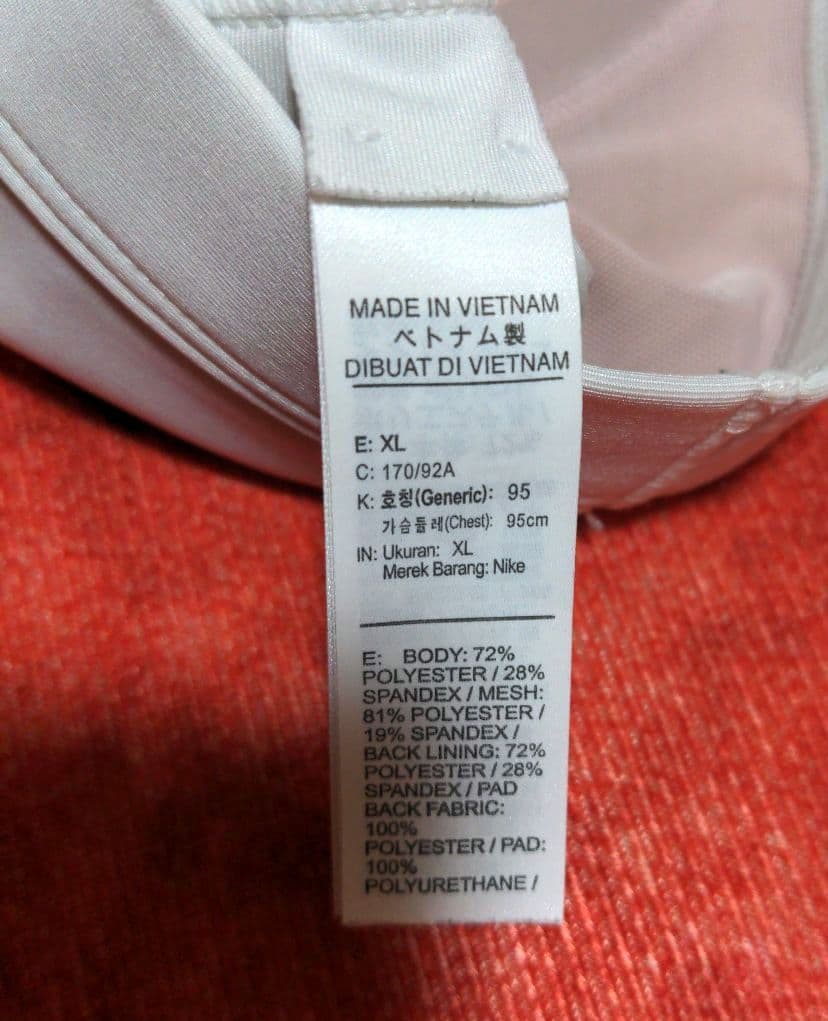 MADE IN VIETNAM
ベトナム製
DIBUAT DI VIETNAM
E: XL
C: 170/92A
K: 호칭(Generic): 95
가슴둘레(Chest): 95cm
IN: Ukuran: XL
Merek Barang: Nike
E: BODY: 72%
POLYESTER / 28%
SPANDEX / MESH:
81% POLYESTER /
19% SPANDEX /
BACK LINING: 72%
POLYESTER / 28%
SPANDEX / PAD
BACK FABRIC:
100%
POLYESTER / PAD:
100%
POLYURETHANE /